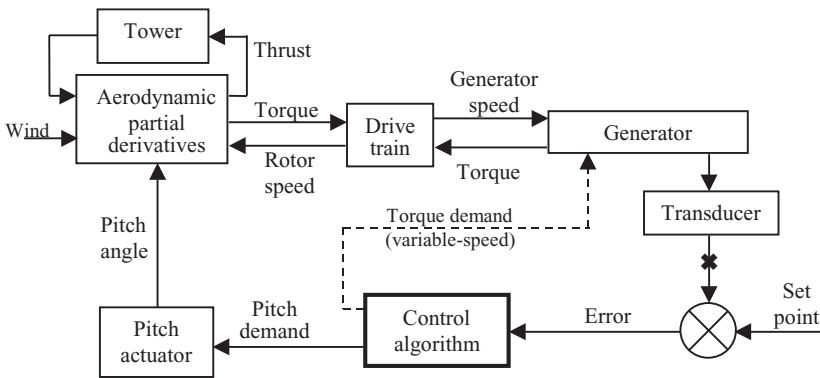 Tower
Thrust
Aerodynamic
partial
derivatives
Wind
Torque
Rotor
speed
Drive
train
Generator
speed
Torque
Generator
Transducer
Torque demand
(variable-speed)
Pitch
angle
Pitch
actuator
Pitch
demand
Control
algorithm
Error
Set
point